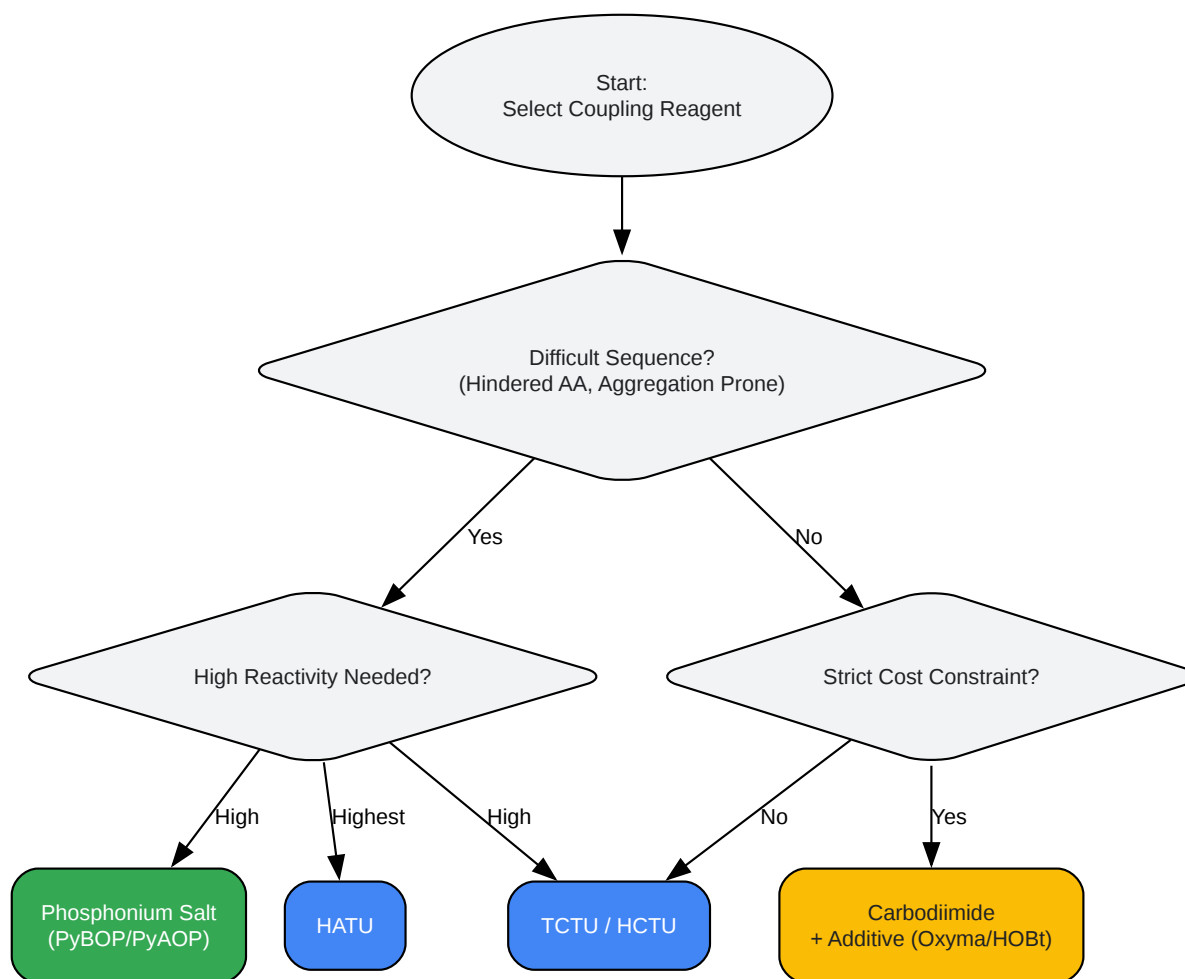 Start:
Select Coupling Reagent
Difficult Sequence?
(Hindered AA, Aggregation Prone)
Yes
No
High Reactivity Needed?
Strict Cost Constraint?
High
Highest
High
No
Yes
Phosphonium Salt
(PyBOP/PyAOP)
HATU
TCTU / HCTU
Carbodiimide
+ Additive (Oxyma/HOBt)